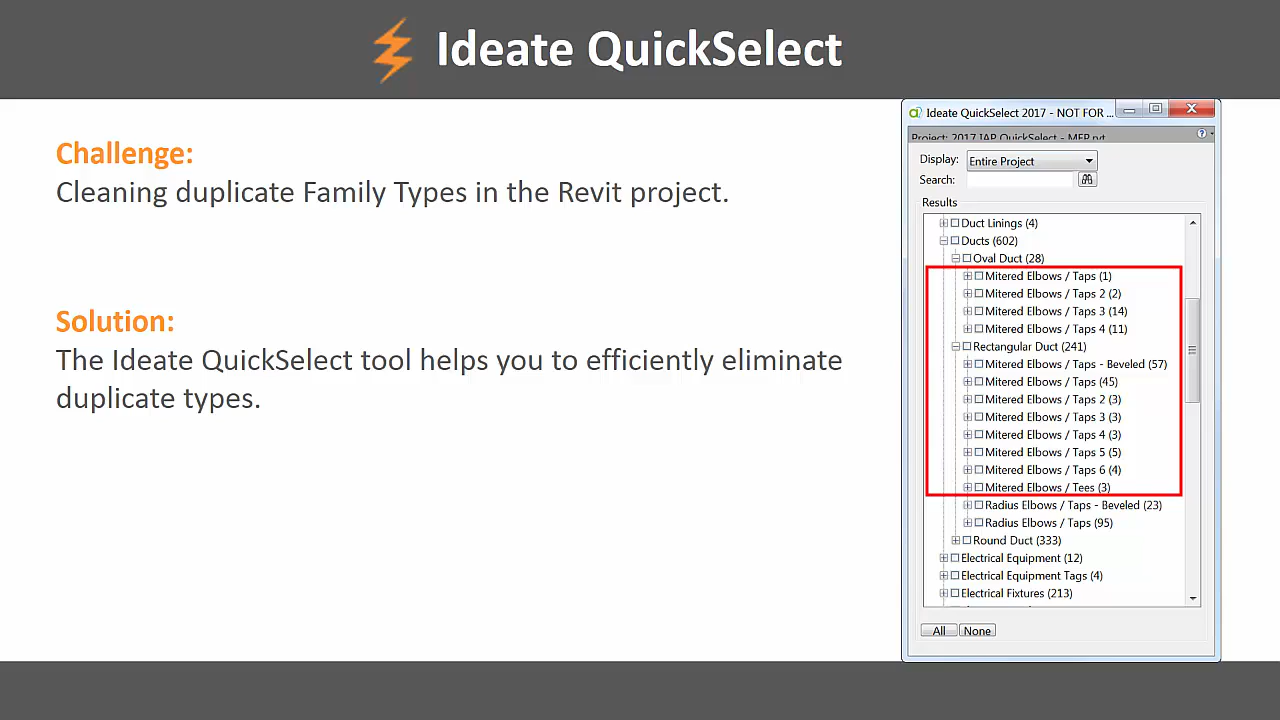 Ideate QuickSelect
Challenge:
Cleaning duplicate Family Types in the Revit project.
Solution:
The Ideate QuickSelect tool helps you to efficiently eliminate
duplicate types.
Ideate QuickSelect 2017 - NOT FOR ...
Project: 2017 IAP QuickSelect - MEP.rvt
Display: Entire Project
Search:
Results
Duct Linings (4)
Ducts (602)
Oval Duct (28)
Mitered Elbows / Taps (1)
Mitered Elbows / Taps 2 (2)
Mitered Elbows / Taps 3 (14)
Mitered Elbows / Taps 4 (11)
Rectangular Duct (241)
Mitered Elbows / Taps - Beveled (57)
Mitered Elbows / Taps (45)
Mitered Elbows / Taps 2 (3)
Mitered Elbows / Taps 3 (3)
Mitered Elbows / Taps 4 (3)
Mitered Elbows / Taps 5 (5)
Mitered Elbows / Taps 6 (4)
Mitered Elbows / Tees (3)
Radius Elbows / Taps - Beveled (23)
Radius Elbows / Taps (95)
Round Duct (333)
Electrical Equipment (12)
Electrical Equipment Tags (4)
Electrical Fixtures (213)
All None